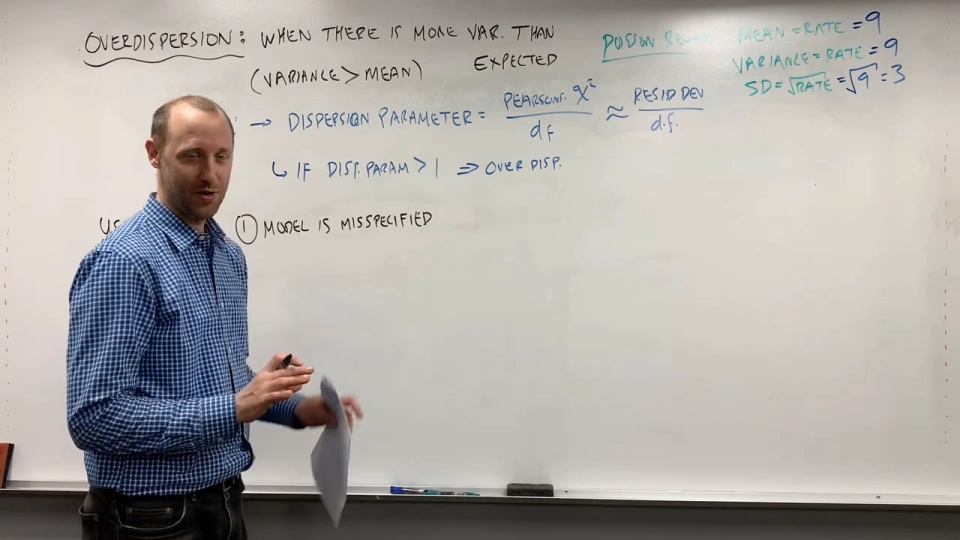 OVERDISPERSION: WHEN THERE IS MORE VAR. THAN EXPECTED
(VARIANCE > MEAN)
POISSON
MEAN = RATE = 9
VARIANCE = RATE = 9
SD = √RATE = √9 = 3
: → DISPERSION PARAMETER = PEARSONS χ² / df ≈ RESID DEV / d.f.
↳ IF DISP. PARAM > 1 ⇒ OVER DISP.
① MODEL IS MISSPECIFIED